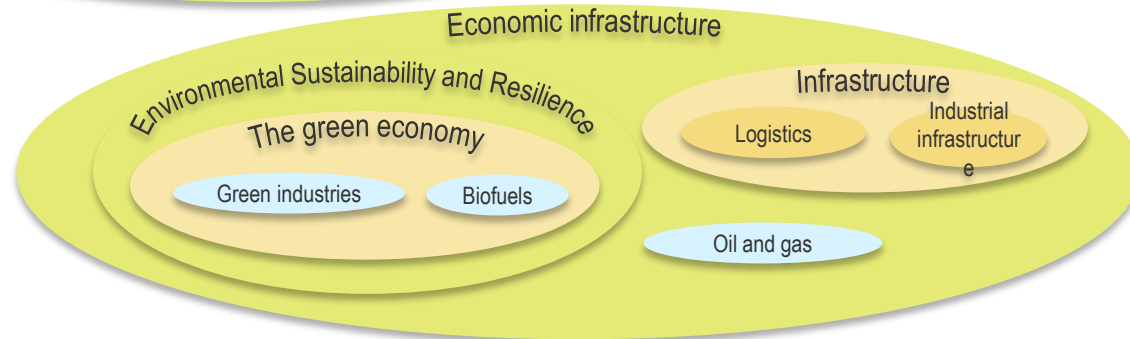 Economic infrastructure
Environmental Sustainability and Resilience
The green economy
Green industries
Biofuels
Infrastructure
Logistics
Industrial
infrastructur
e
Oil and gas